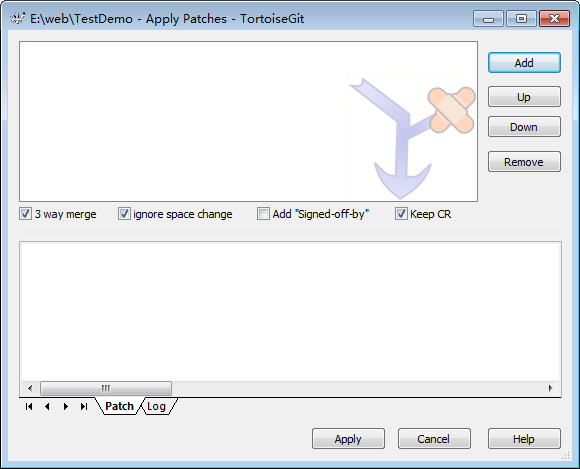 E:\web\TestDemo - Apply Patches - TortoiseGit
Add
Up
Down
Remove
3 way merge ignore space change Add "Signed-off-by" Keep CR
Patch Log
Apply Cancel Help